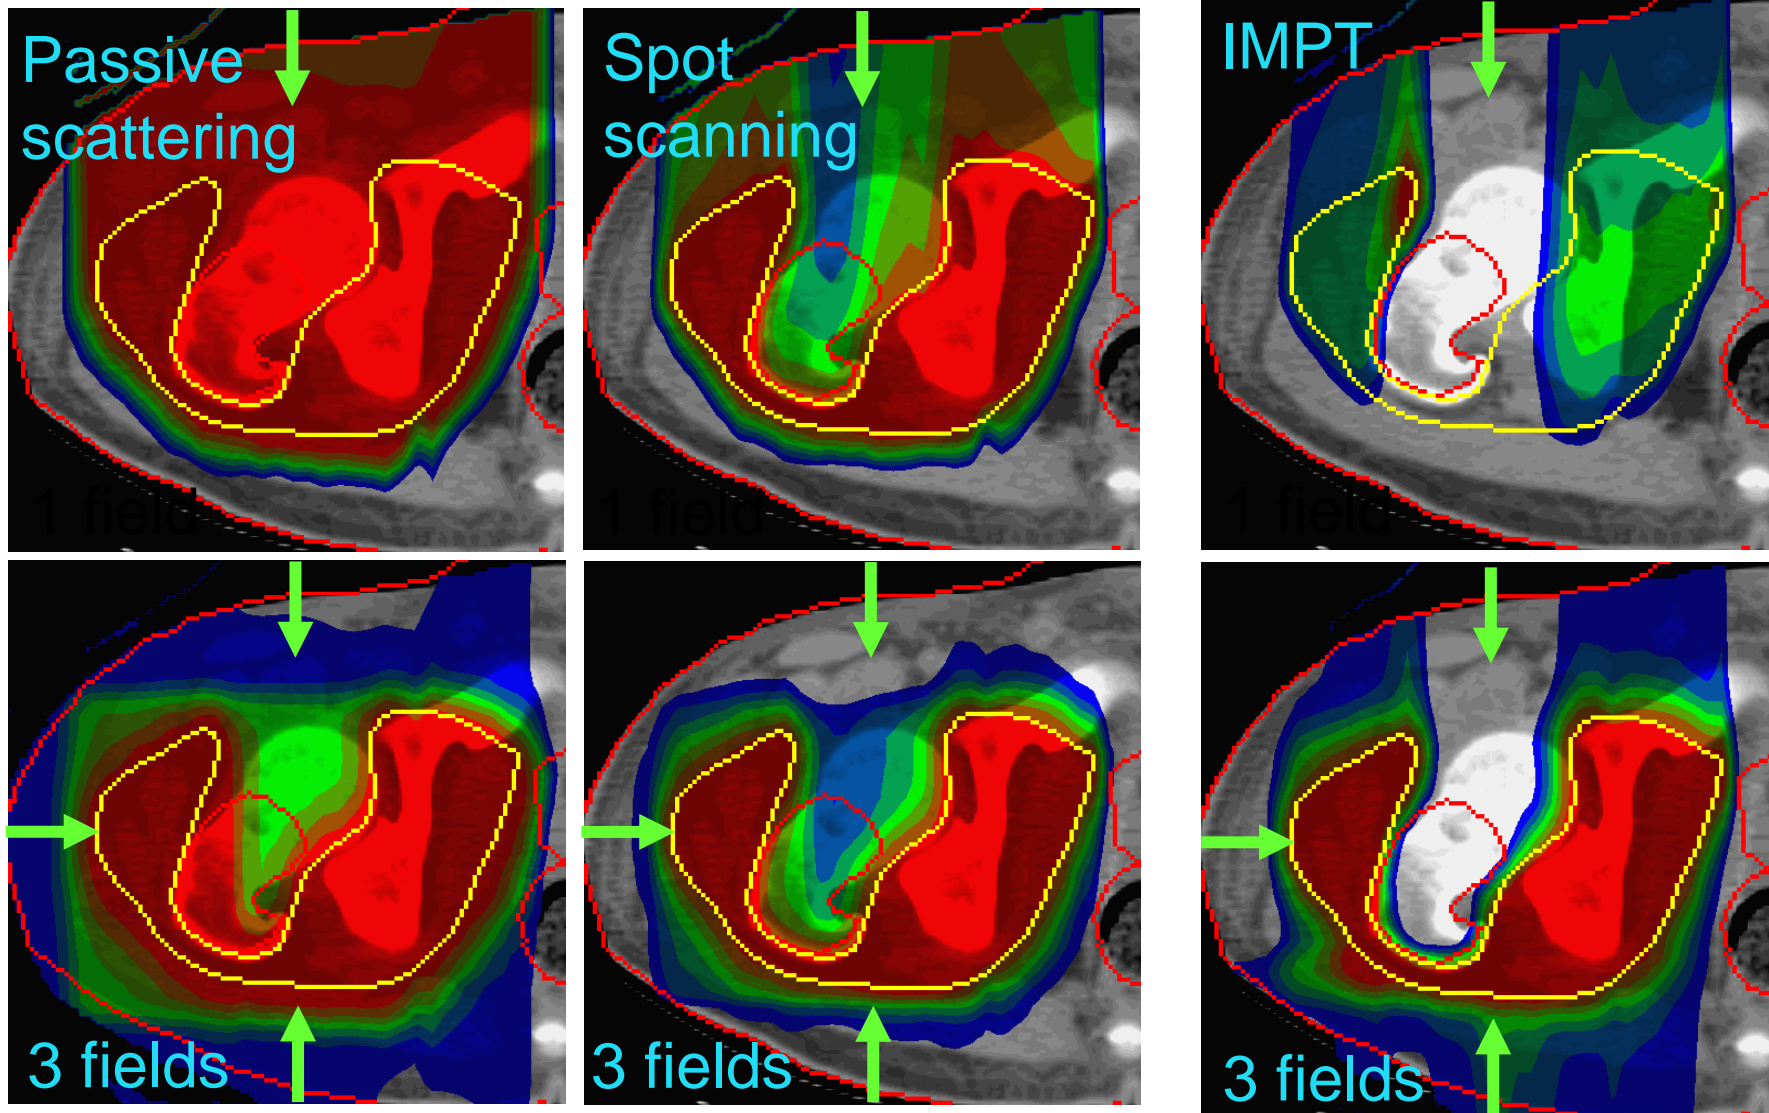 Passive
scattering
Spot
scanning
IMPT
1 field
1 field
1 field
3 fields
3 fields
3 fields